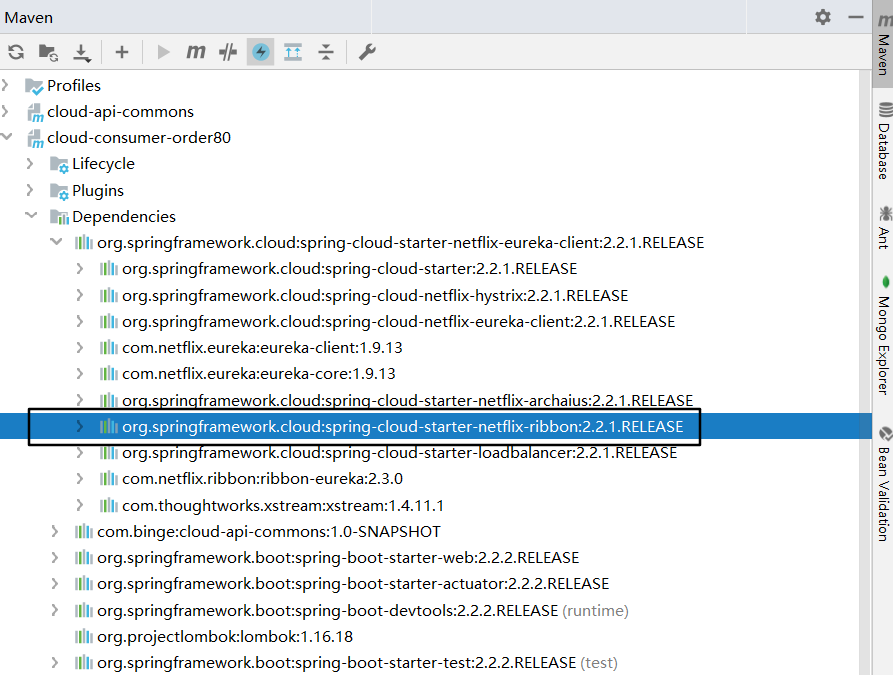 Maven
Profiles
cloud-api-commons
cloud-consumer-order80
Lifecycle
Plugins
Dependencies
org.springframework.cloud:spring-cloud-starter-netflix-eureka-client:2.2.1.RELEASE
org.springframework.cloud:spring-cloud-starter:2.2.1.RELEASE
org.springframework.cloud:spring-cloud-netflix-hystrix:2.2.1.RELEASE
org.springframework.cloud:spring-cloud-netflix-eureka-client:2.2.1.RELEASE
com.netflix.eureka:eureka-client:1.9.13
com.netflix.eureka:eureka-core:1.9.13
org.springframework.cloud:spring-cloud-starter-netflix-archaius:2.2.1.RELEASE
org.springframework.cloud:spring-cloud-starter-netflix-ribbon:2.2.1.RELEASE
org.springframework.cloud:spring-cloud-starter-loadbalancer:2.2.1.RELEASE
com.netflix.ribbon:ribbon-eureka:2.3.0
com.thoughtworks.xstream:xstream:1.4.11.1
com.binge:cloud-api-commons:1.0-SNAPSHOT
org.springframework.boot:spring-boot-starter-web:2.2.2.RELEASE
org.springframework.boot:spring-boot-starter-actuator:2.2.2.RELEASE
org.springframework.boot:spring-boot-devtools:2.2.2.RELEASE (runtime)
org.projectlombok:lombok:1.16.18
org.springframework.boot:spring-boot-starter-test:2.2.2.RELEASE (test)
Maven
Database
Ant
Mongo Explorer
Bean Validation